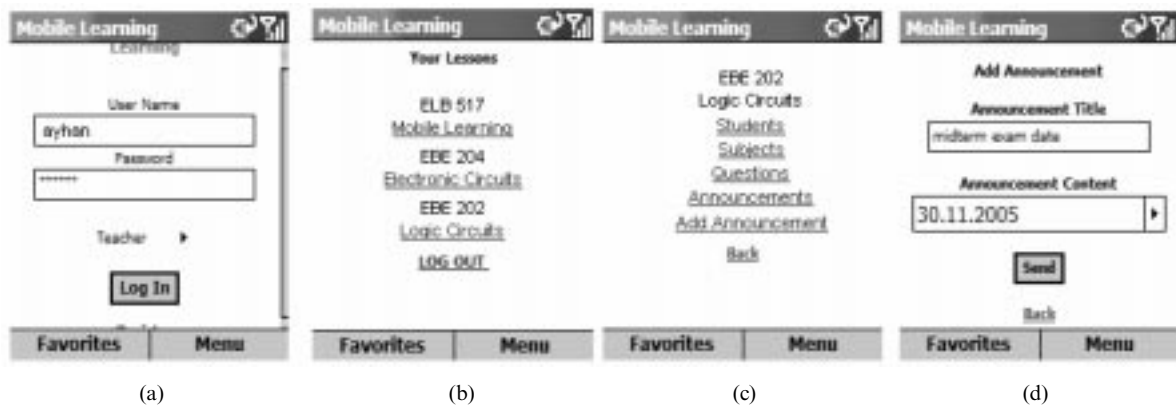 Mobile Learning
Learning
User Name
ayhan
Password
*******
Teacher
Log In
Favorites Menu
(a)
Mobile Learning
Your Lessons
ELB 517
Mobile Learning
EBE 204
Electronic Circuits
EBE 202
Logic Circuits
LOG OUT
Favorites Menu
(b)
Mobile Learning
EBE 202
Logic Circuits
Students
Subjects
Questions
Announcements
Add Announcement
Back
Favorites Menu
(c)
Mobile Learning
Add Announcement
Announcement Title
midterm exam date
Announcement Content
30.11.2005
Send
Back
Favorites Menu
(d)